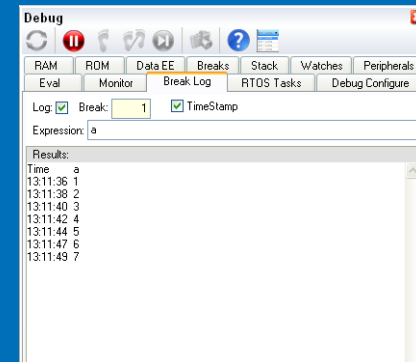 Debug
RAM ROM Data EE Breaks Stack Watches Peripherals
Eval Monitor Break Log RTOS Tasks Debug Configure
Log: Break: 1 TimeStamp
Expression: a
Results:
Time a
13:11:36 1
13:11:38 2
13:11:40 3
13:11:42 4
13:11:44 5
13:11:47 6
13:11:49 7